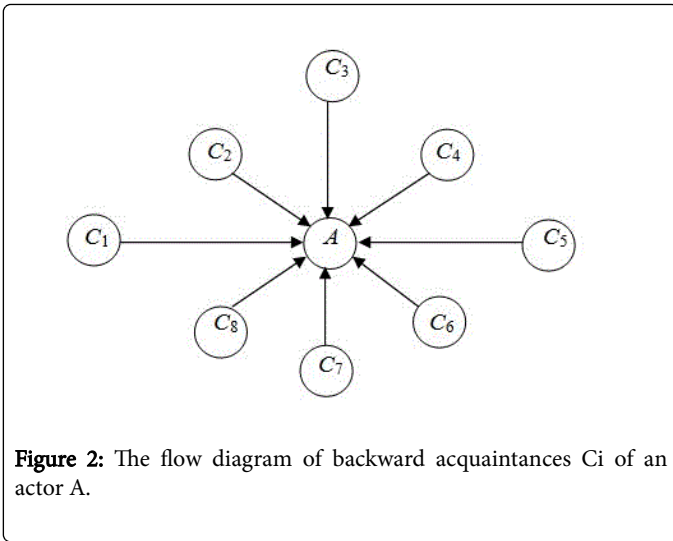 C3
C2
C4
C1
A
C5
C8
C6
C7
Figure 2: The flow diagram of backward acquaintances Ci of an
actor A.